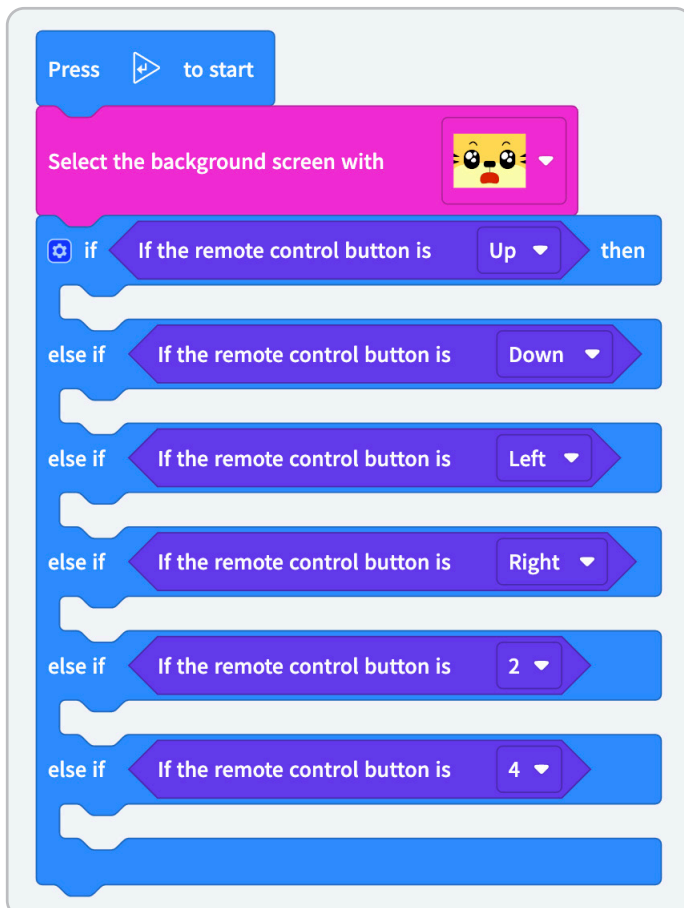 Press to start
Select the background screen with
if If the remote control button is Up then
else if If the remote control button is Down
else if If the remote control button is Left
else if If the remote control button is Right
else if If the remote control button is 2
else if If the remote control button is 4